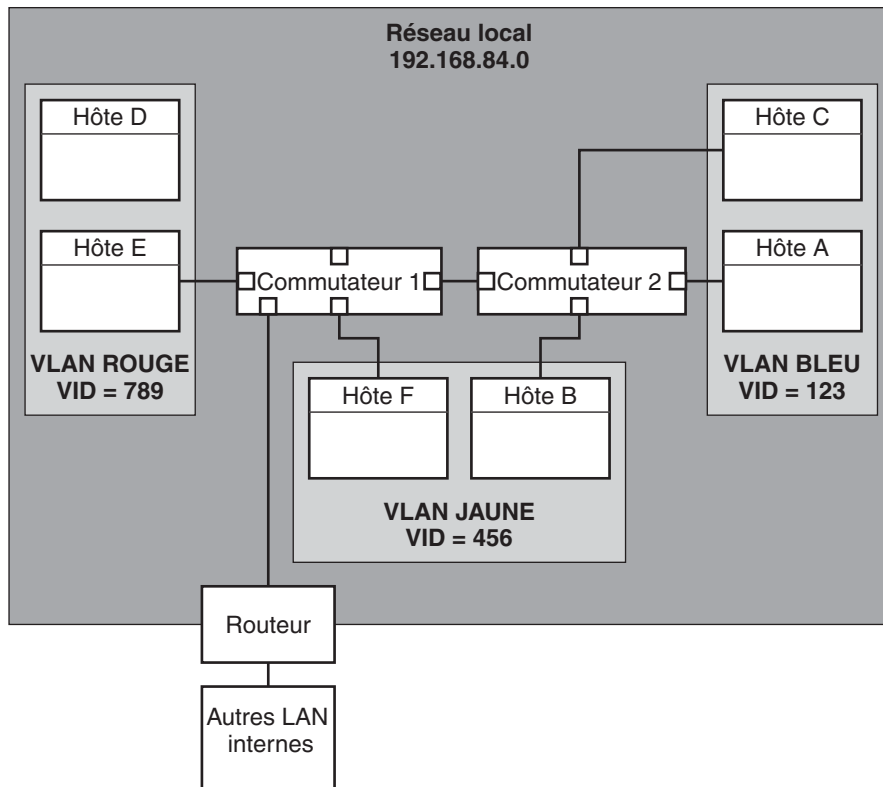 Réseau local
192.168.84.0
Hôte D
Hôte C
Hôte E
Commutateur 1
Commutateur 2
Hôte A
VLAN ROUGE
VID = 789
VLAN BLEU
VID = 123
Hôte F
Hôte B
VLAN JAUNE
VID = 456
Routeur
Autres LAN
internes